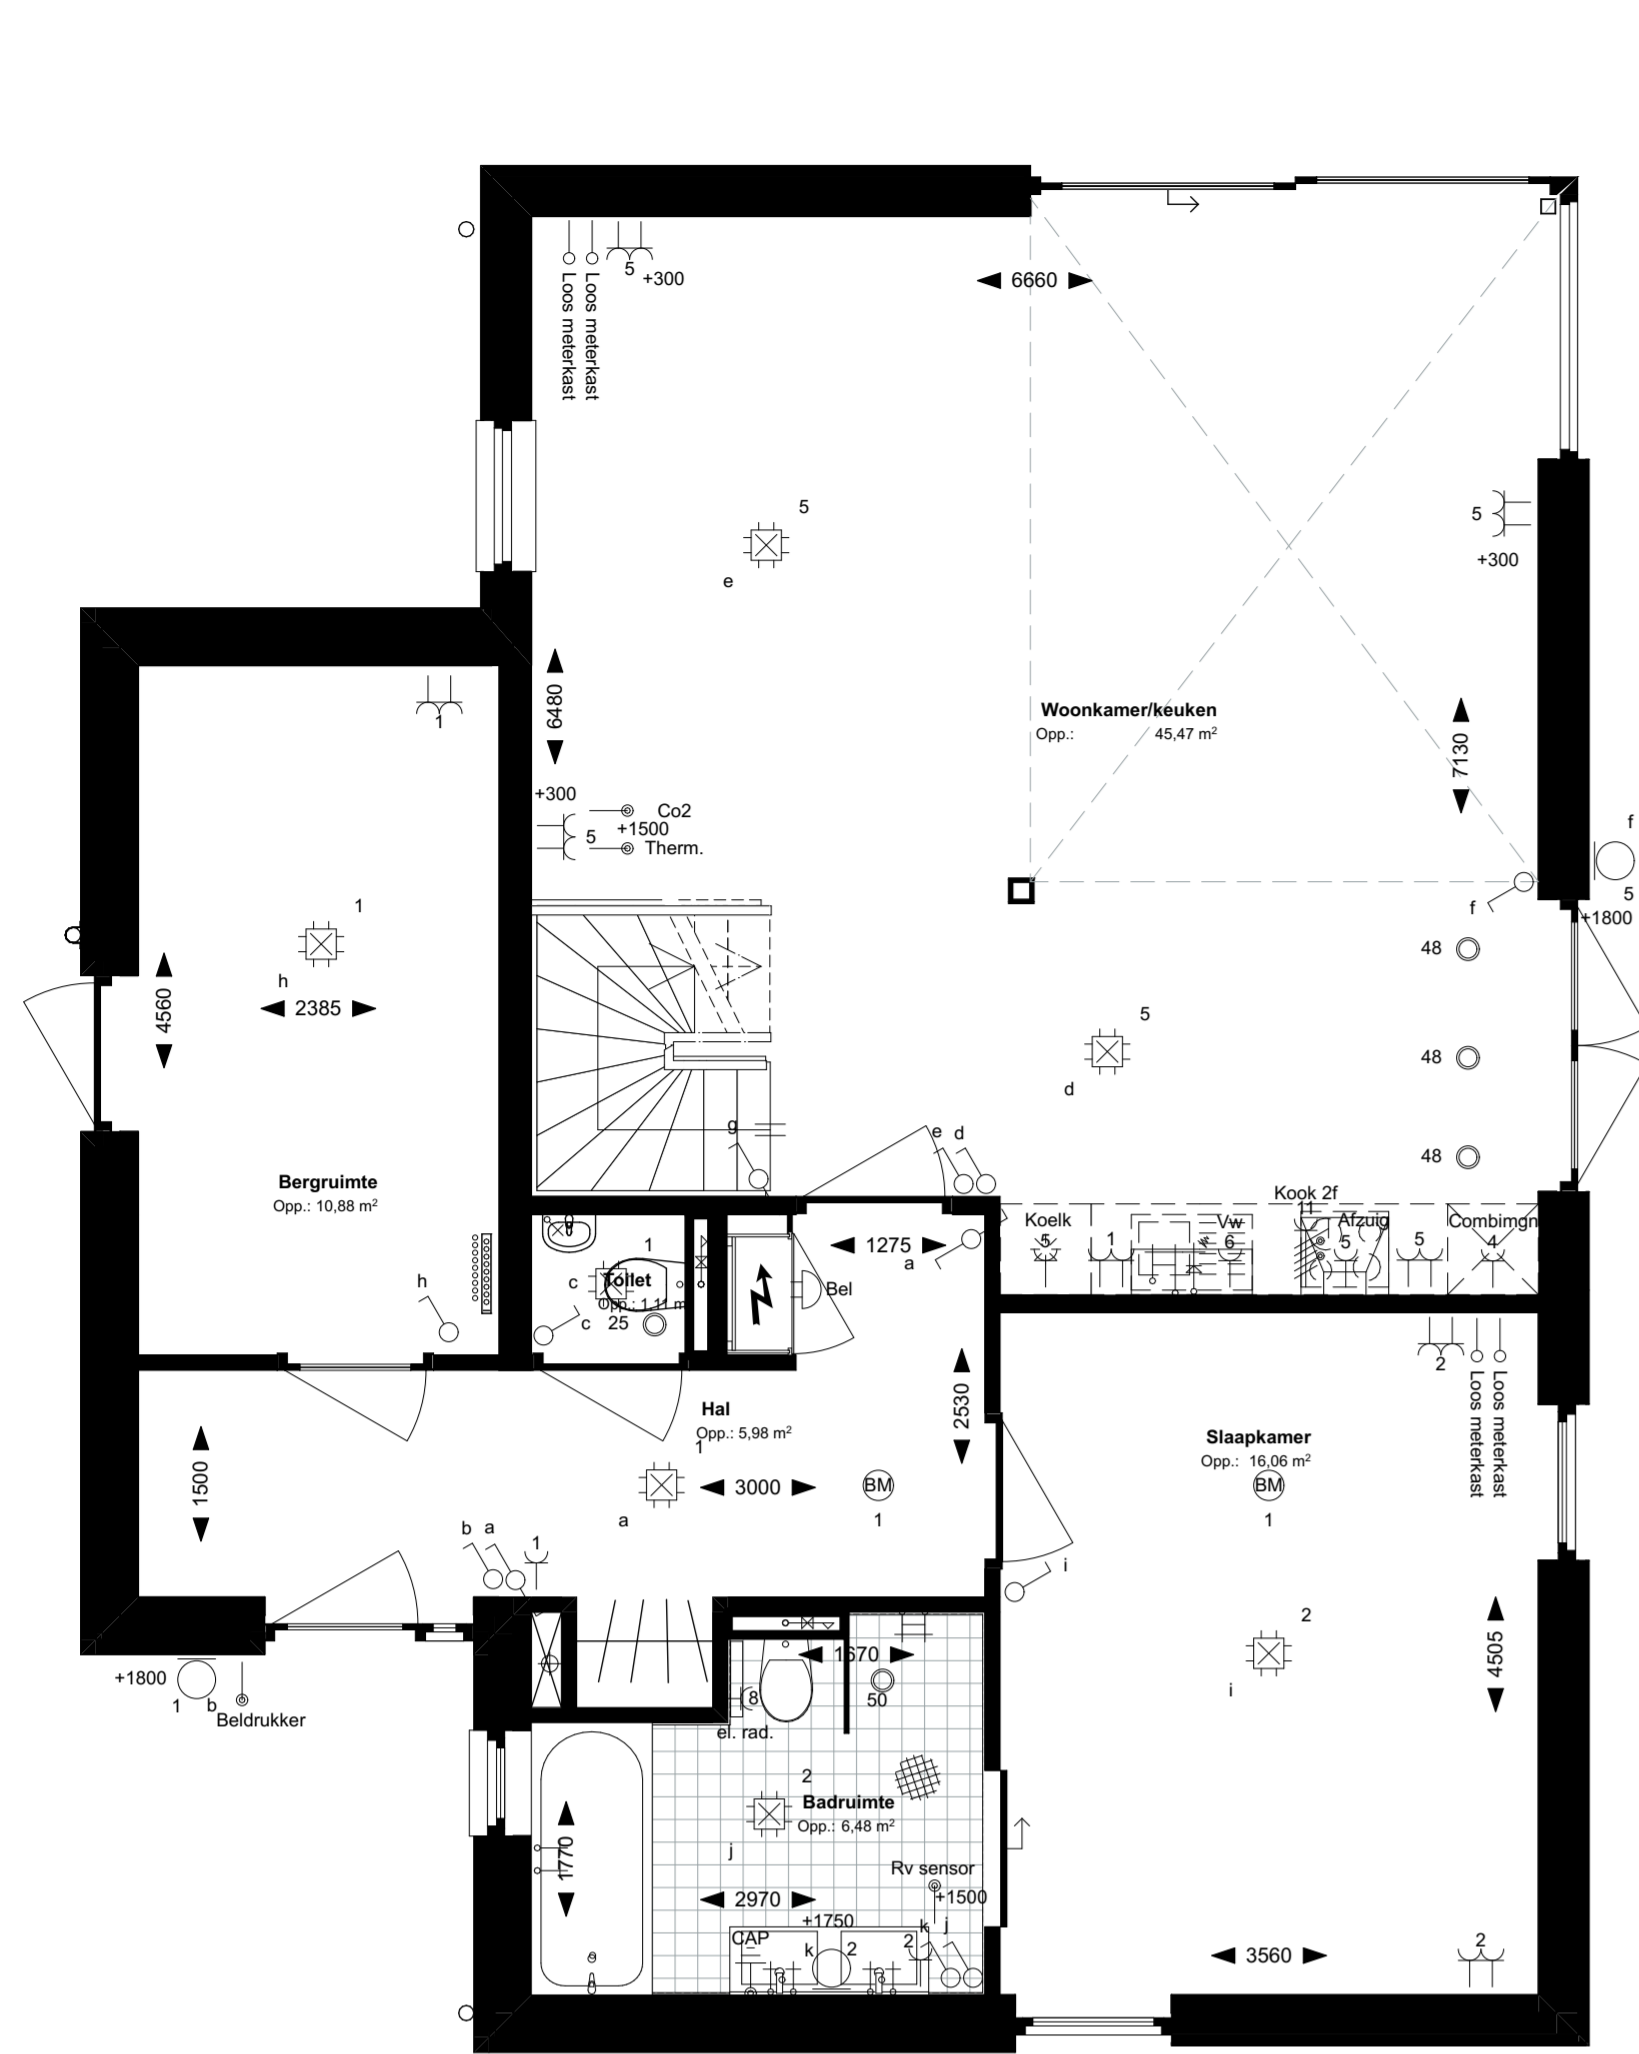 5
+300
Loos meterkast
Loos meterkast
6660
5
e
5
+300
1
6480
Woonkamer/keuken
Opp.: 45,47 m²
7130
+300
Co2
5
+1500
Therm.
f
5
+1800
f
1
h
4560
2385
48
5
48
d
g
e d
48
Bergruimte
Opp.: 10,88 m²
Kook 2f
11
Koelk
5
1
Vw
6
Afzuig
5
5
Combimgn
4
1275
a
1
c
Toilet
Opp.: 1,11 m
c 25
Bel
h
2
Loos meterkast
Loos meterkast
2530
Hal
Opp.: 5,98 m²
1
Slaapkamer
Opp.: 16,06 m²
BM
1
1500
3000
BM
1
a
b a
1
i
2
i
4505
1670
8
50
el. rad.
+1800
1 b
Beldrukker
2
Badruimte
Opp.: 6,48 m²
j
1770
Rv sensor
+1500
2970
+1750
CAP
k 2
2
k j
3560
2